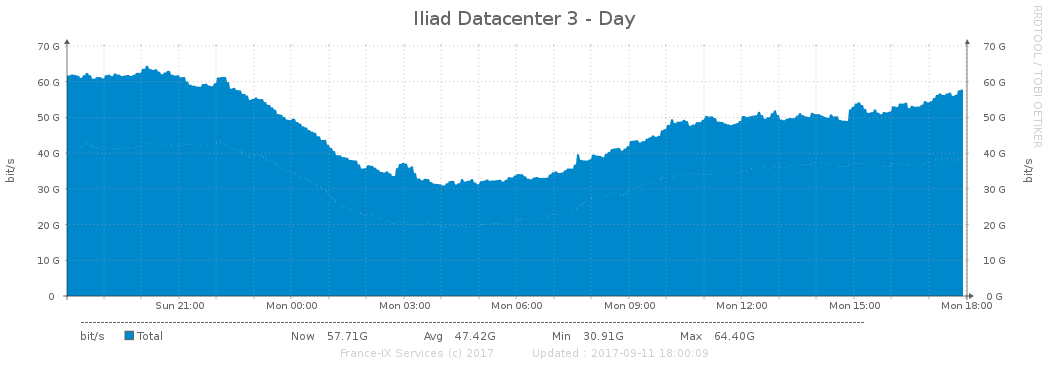 Iliad Datacenter 3 - Day
RRDTOOL / TOBI OETIKER
70 G 70 G
60 G 60 G
50 G 50 G
40 G 40 G
30 G 30 G
20 G 20 G
10 G 10 G
0 0 G
bit/s bit/s
Sun 21:00 Mon 00:00 Mon 03:00 Mon 06:00 Mon 09:00 Mon 12:00 Mon 15:00 Mon 18:00
bit/s Total Now 57.71G Avg 47.42G Min 30.91G Max 64.40G
France-IX Services (c) 2017 Updated : 2017-09-11 18:00:09